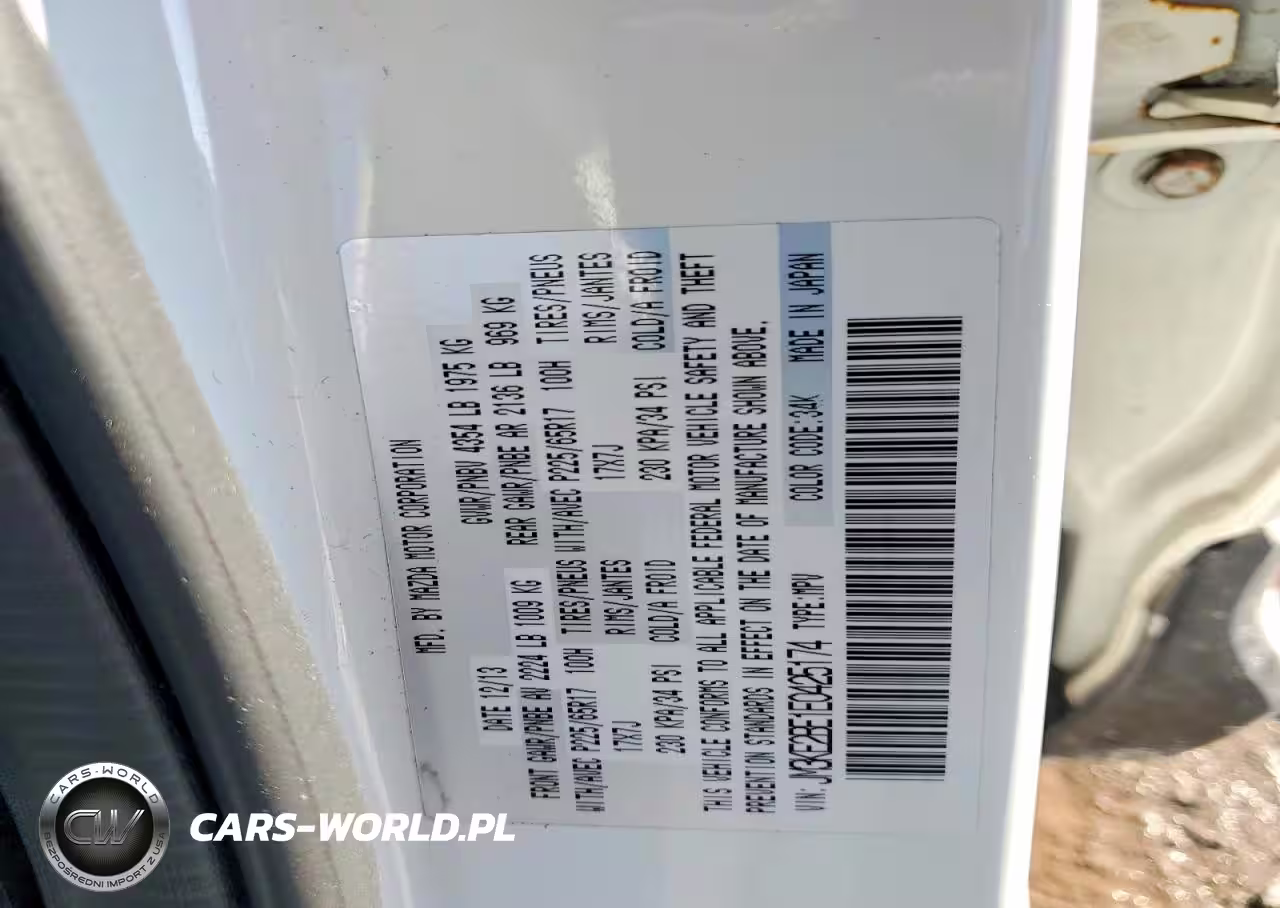 MFD. BY MAZDA MOTOR CORPORATION
DATE 12/13 GVWR/PNBV 4354 LB 1975 KG
FRONT GAWR/PNBE AV 2224 LB 1009 KG REAR GAWR/PNBE AR 2136 LB 969 KG
WITH/AVEC P225/65R17 100H TIRES/PNEUS WITH/AVEC P225/65R17 100H TIRES/PNEUS
17X7J RIMS/JANTES 17X7J RIMS/JANTES
230 KPA/34 PSI COLD/A FROID 230 KPA/34 PSI COLD/A FROID
THIS VEHICLE CONFORMS TO ALL APPLICABLE FEDERAL MOTOR VEHICLE SAFETY AND THEFT
PREVENTION STANDARDS IN EFFECT ON THE DATE OF MANUFACTURE SHOWN ABOVE.
VIN: JM3KE2BE1E0425174 TYPE:MPV COLOR CODE:34K MADE IN JAPAN
CARS-WORLD
CW
BEZPOŚREDNI IMPORT Z USA
CARS-WORLD.PL